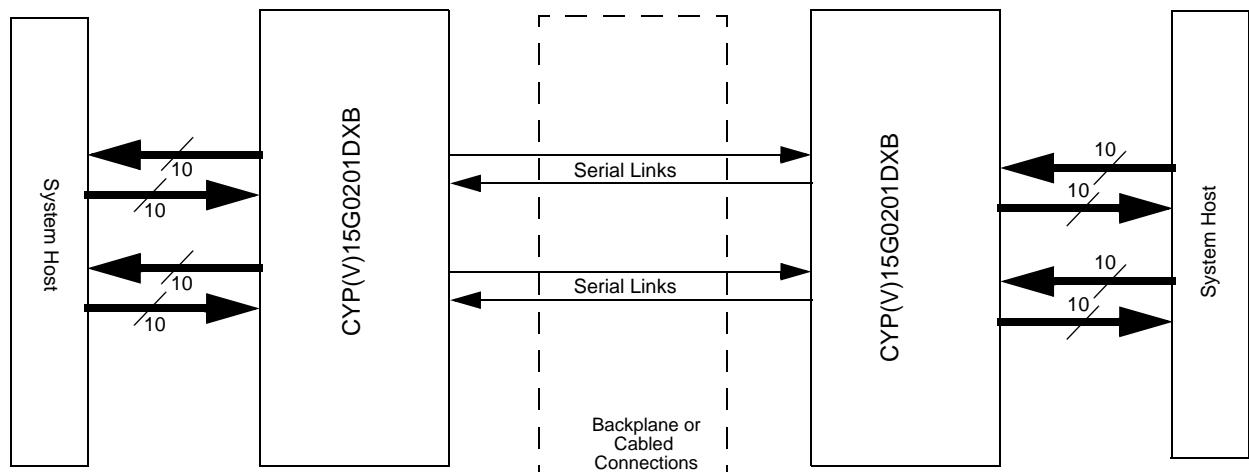 System Host
10
10
10
10
CYP(V)15G0201DXB
Serial Links
Serial Links
Backplane or
Cabled
Connections
CYP(V)15G0201DXB
10
10
10
10
System Host